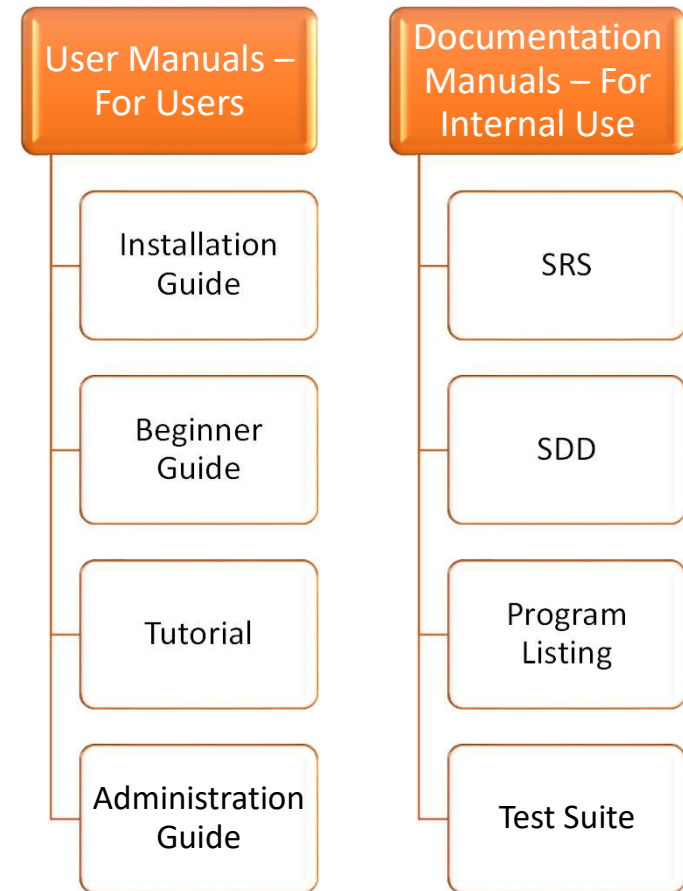 User Manuals –
For Users
Installation
Guide
Beginner
Guide
Tutorial
Administration
Guide
Documentation
Manuals – For
Internal Use
SRS
SDD
Program
Listing
Test Suite